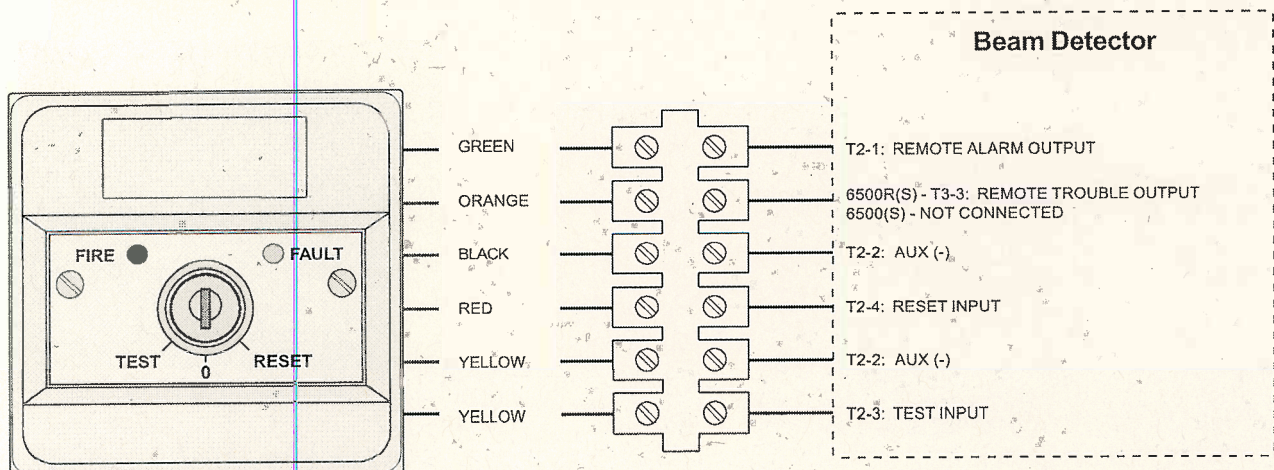 Beam Detector
GREEN
T2-1: REMOTE ALARM OUTPUT
ORANGE
6500R(S) - T3-3: REMOTE TROUBLE OUTPUT
6500(S) - NOT CONNECTED
FIRE
FAULT
BLACK
T2-2: AUX (-)
RED
T2-4: RESET INPUT
TEST
0
RESET
YELLOW
T2-2: AUX (-)
YELLOW
T2-3: TEST INPUT